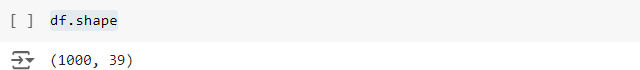 [ ] df.shape
(1000, 39)